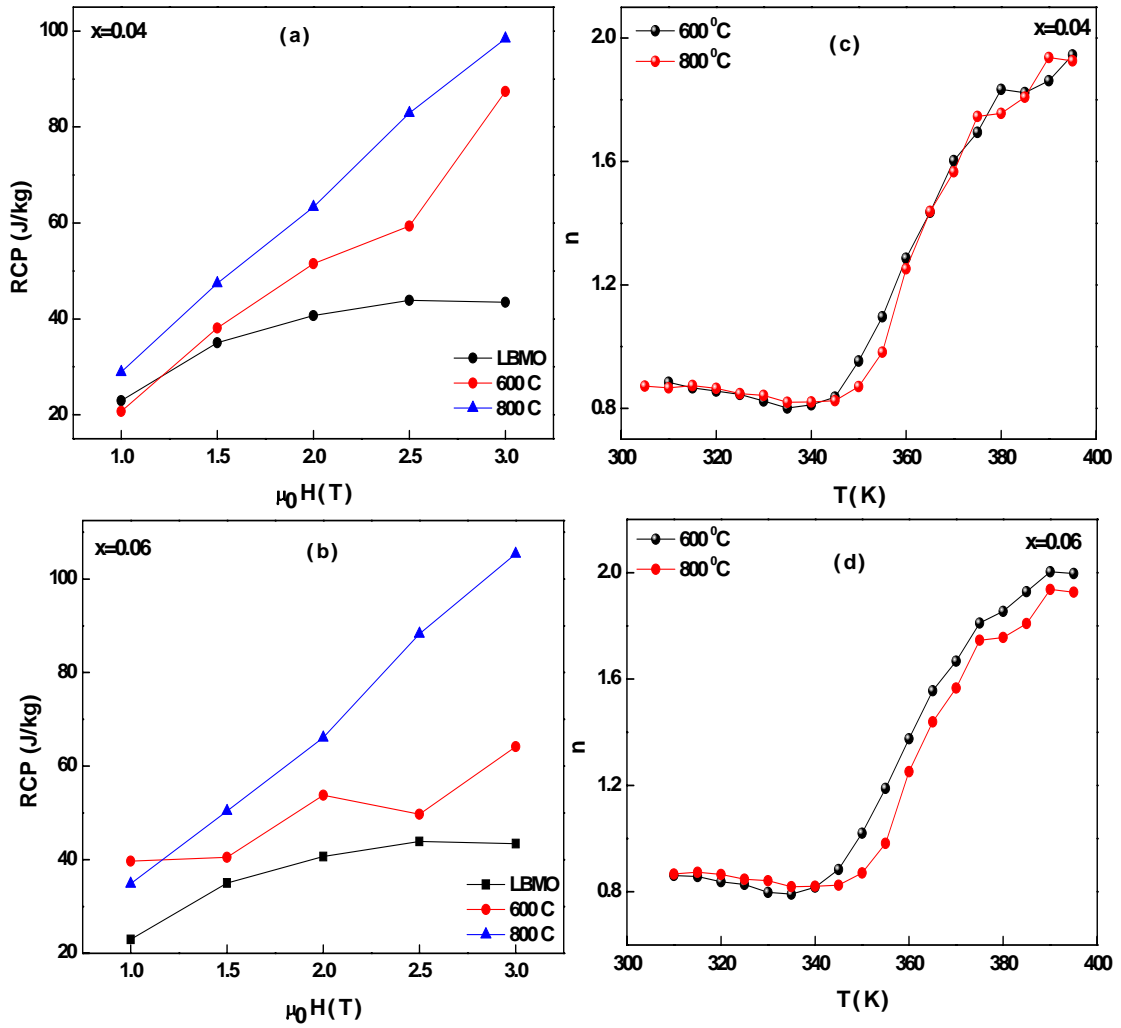 x=0.04
(a)
100
80
60
40
20
RCP (J/kg)
LBMO
600 C
800 C
1.0 1.5 2.0 2.5 3.0
μ0 H(T)
600 ⁰C
800 ⁰C
(c)
x=0.04
2.0
1.6
1.2
0.8
n
300 320 340 360 380 400
T(K)
x=0.06
(b)
100
80
60
40
20
RCP (J/kg)
LBMO
600 C
800 C
1.0 1.5 2.0 2.5 3.0
μ0 H(T)
600 ⁰C
800 ⁰C
(d)
x=0.06
2.0
1.6
1.2
0.8
n
300 320 340 360 380 400
T(K)